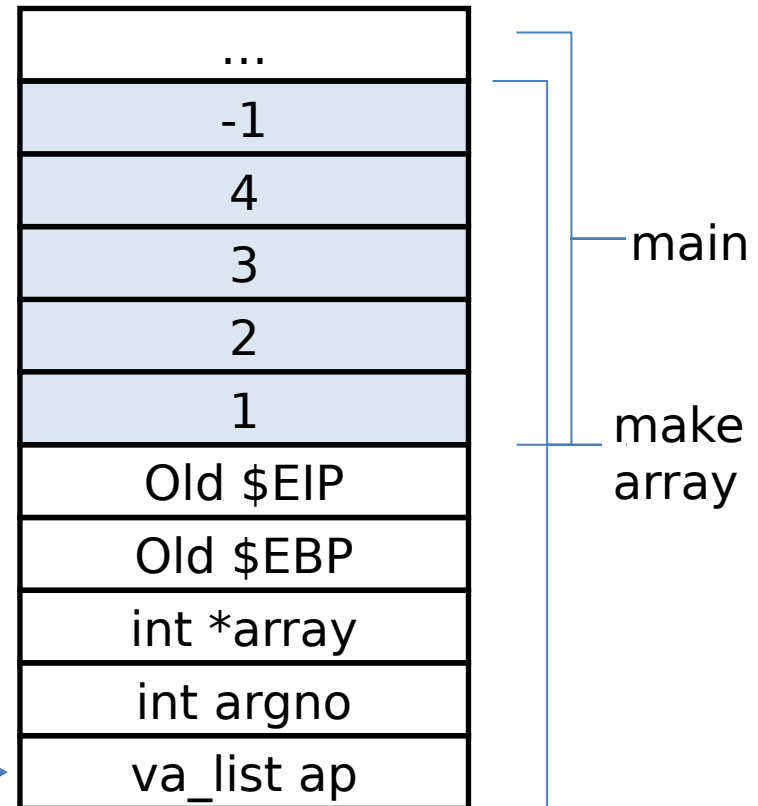 ...
-1
4
3
2
1
Old $EIP
Old $EBP
int *array
int argno
va_list ap
main
make
array